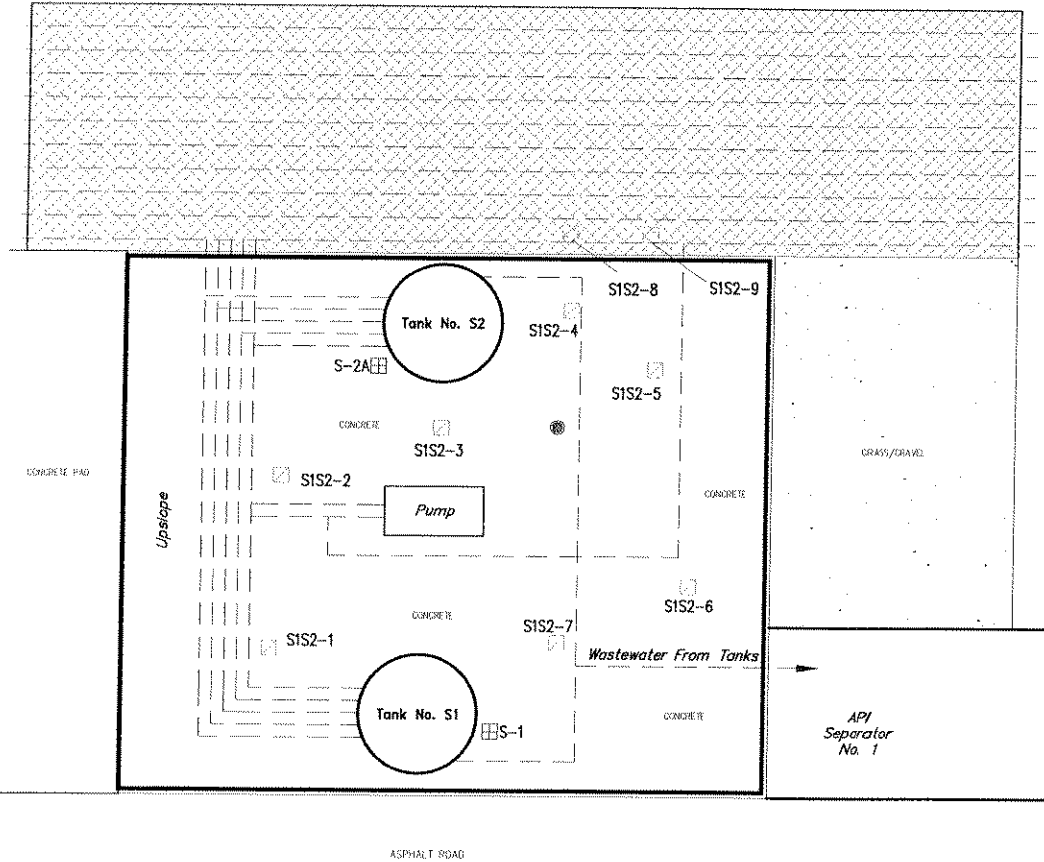 S1S2-8
S1S2-9
Tank No. S2
S1S2-4
S-2A
S1S2-5
CONCRETE
S1S2-3
GRASS/GRAVEL
CONCRETE PAD
S1S2-2
CONCRETE
Upslope
Pump
S1S2-6
CONCRETE
S1S2-7
S1S2-1
Wastewater From Tanks
Tank No. S1
S-1
CONCRETE
API
Separator
No. 1
ASPHALT ROAD